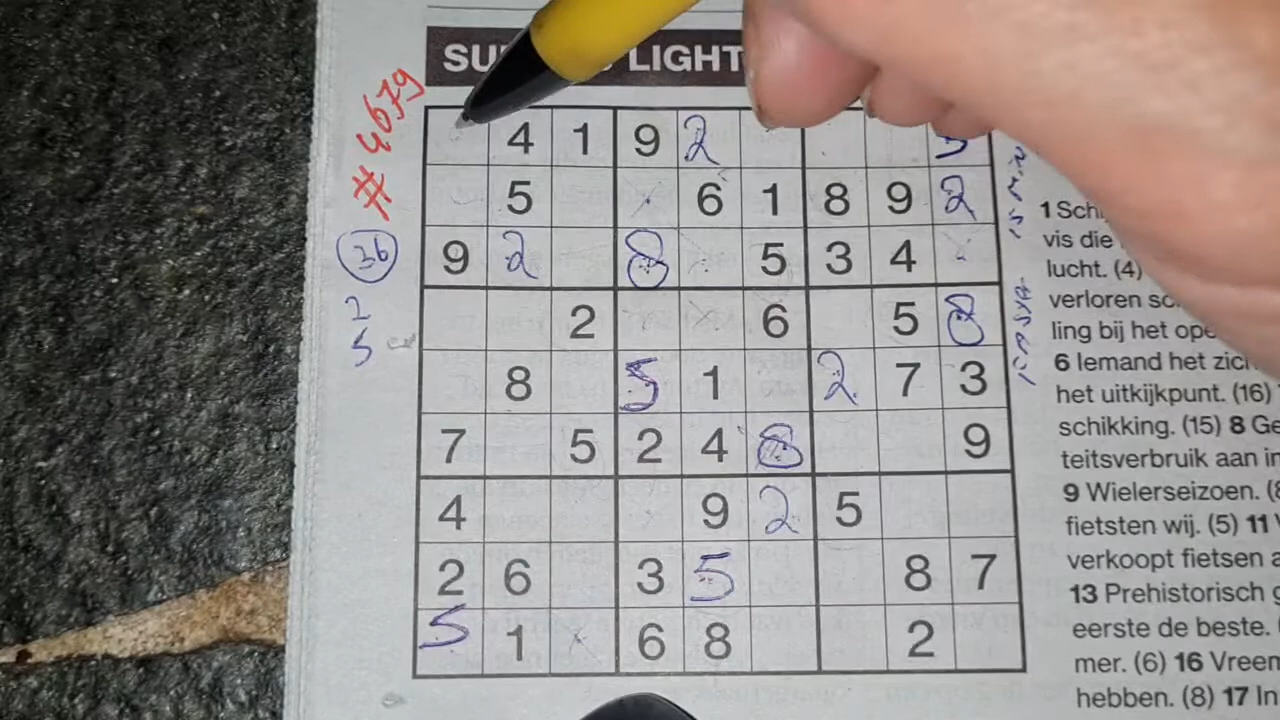 LIGHT
# 4679
4 1 9 2 5
5 6 1 8 9 2
36
9 2 8 5 3 4
2
5
2 6 5 8
8 5 1 2 7 3
7 5 2 4 8 9
4 9 2 5
2 6 3 5 8 7
5 1 6 8 2
1 Schi
vis die
lucht. (4)
verloren
ling bij het
6 Iemand het
het uitkijkpunt. (16)
schikking. (15) 8 Ge
teitsverbruik aan in
9 Wielerseizoen. (8
fietsten wij. (5) 11
verkoopt fietsen a
13 Prehistorisch g
eerste de beste.
mer. (6) 16 Vreem
hebben. (8) 17 In